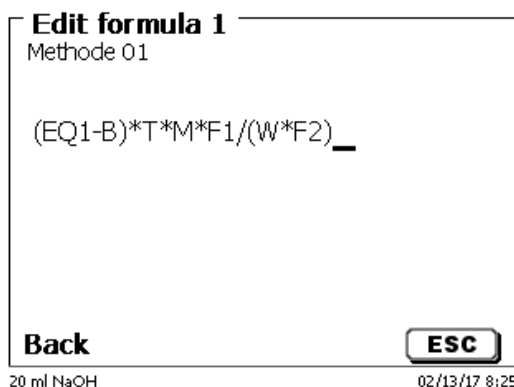 Edit formula 1
Methode 01
(EQ1-B)*T*M*F1/(W*F2)_
Back
ESC
20 ml NaOH
02/13/17 8:25